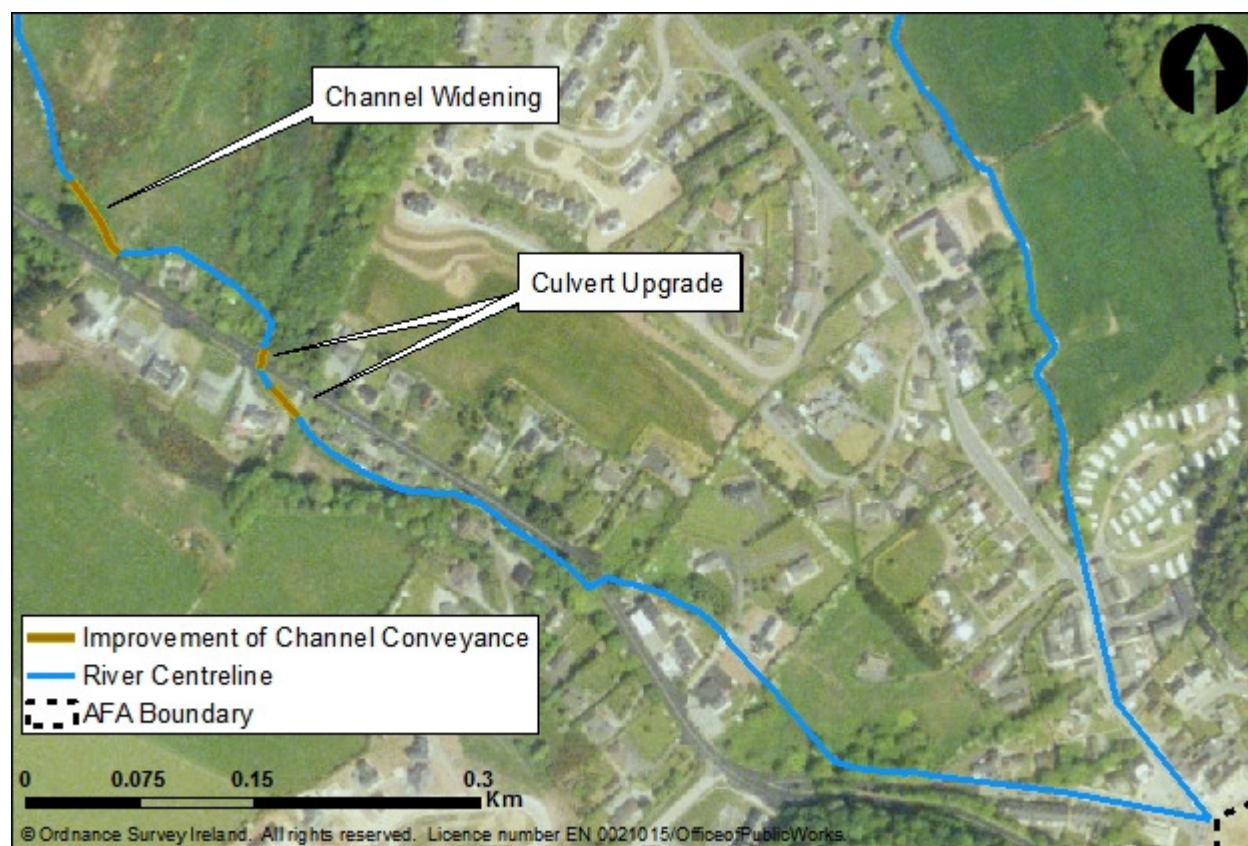 Channel Widening
Culvert Upgrade
Improvement of Channel Conveyance
River Centreline
AFA Boundary
0 0.075 0.15 0.3
Km
© Ordnance Survey Ireland. All rights reserved. Licence number EN 0021015/OfficeofPublicWorks.